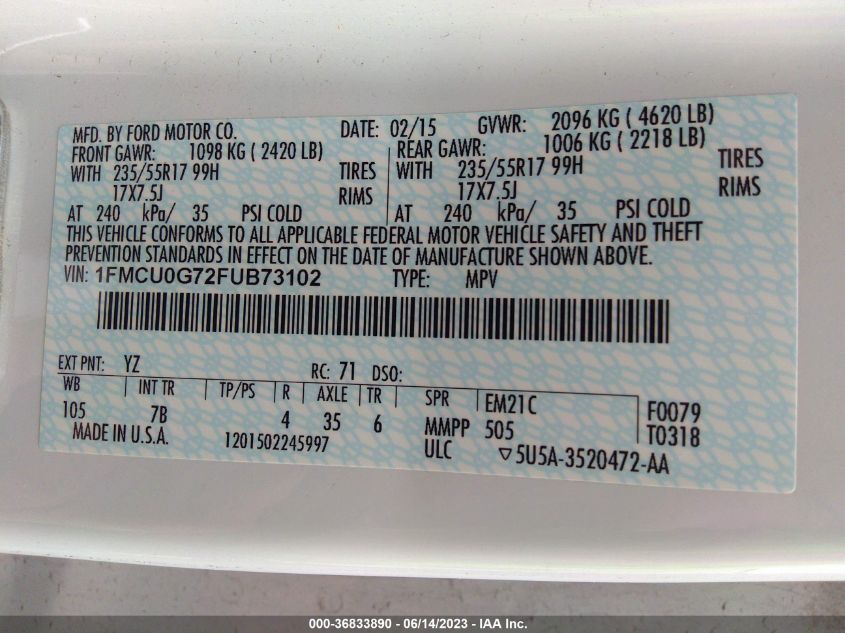 MFD. BY FORD MOTOR CO. DATE: 02/15 GVWR: 2096 KG ( 4620 LB)
FRONT GAWR: 1098 KG ( 2420 LB) REAR GAWR: 1006 KG ( 2218 LB)
WITH 235/55R17 99H TIRES WITH 235/55R17 99H TIRES
17X7.5J RIMS 17X7.5J RIMS
AT 240 kPa/ 35 PSI COLD AT 240 kPa/ 35 PSI COLD
THIS VEHICLE CONFORMS TO ALL APPLICABLE FEDERAL MOTOR VEHICLE SAFETY AND THEFT
PREVENTION STANDARDS IN EFFECT ON THE DATE OF MANUFACTURE SHOWN ABOVE.
VIN: 1FMCU0G72FUB73102 TYPE: MPV
EXT PNT: YZ RC: 71 DSO:
WB INT TR TP/PS R AXLE TR SPR EM21C F0079
105 7B 4 35 6 MMPP 505 T0318
MADE IN U.S.A. 1201502245997 ULC ▽5U5A-3520472-AA
000-36833890 - 06/14/2023 - IAA Inc.